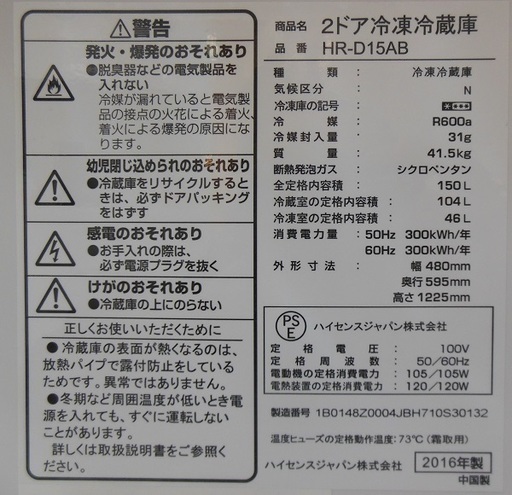 ⚠警告
発火・爆発のおそれあり
●脱臭器などの電気製品を
入れない
冷媒が漏れていると電気製
品の接点の火花による着火、
着火による爆発の原因にな
ります。
幼児閉じ込められのおそれあり
●冷蔵庫をリサイクルすると
きは、必ずドアパッキング
をはずす
感電のおそれあり
●お手入れの際は、
必ず電源プラグを抜く
けがのおそれあり
●冷蔵庫の上にのらない
正しくお使いいただくために
●冷蔵庫の表面が熱くなるのは、
放熱パイプで露付防止をしている
ためです。異常ではありません。
●冬期など周囲温度が低いとき電
源を入れても、すぐに運転しない
ことがあります。
詳しくは取扱説明書をご参照く
ださい。
商品名 2ドア冷凍冷蔵庫
品番 HR-D15AB
種類: 冷凍冷蔵庫
気候区分: N
冷凍庫の記号:
冷媒: R600a
冷媒封入量: 31g
質量: 41.5kg
断熱発泡ガス: シクロペンタン
全定格内容積: 150L
冷蔵室の定格内容積: 104L
冷凍室の定格内容積: 46L
消費電力量: 50Hz 300kWh/年
60Hz 300kWh/年
外形寸法: 幅 480mm
奥行 595mm
高さ 1225mm
PSE ハイセンスジャパン株式会社
定格電圧: 100V
定格周波数: 50/60Hz
電動機の定格消費電力: 105/105W
電熱装置の定格消費電力: 120/120W
製造番号 1B0148Z0004JBH710S30132
温度ヒューズの定格動作温度:73℃(霜取用)
ハイセンスジャパン株式会社 2016年製
中国製